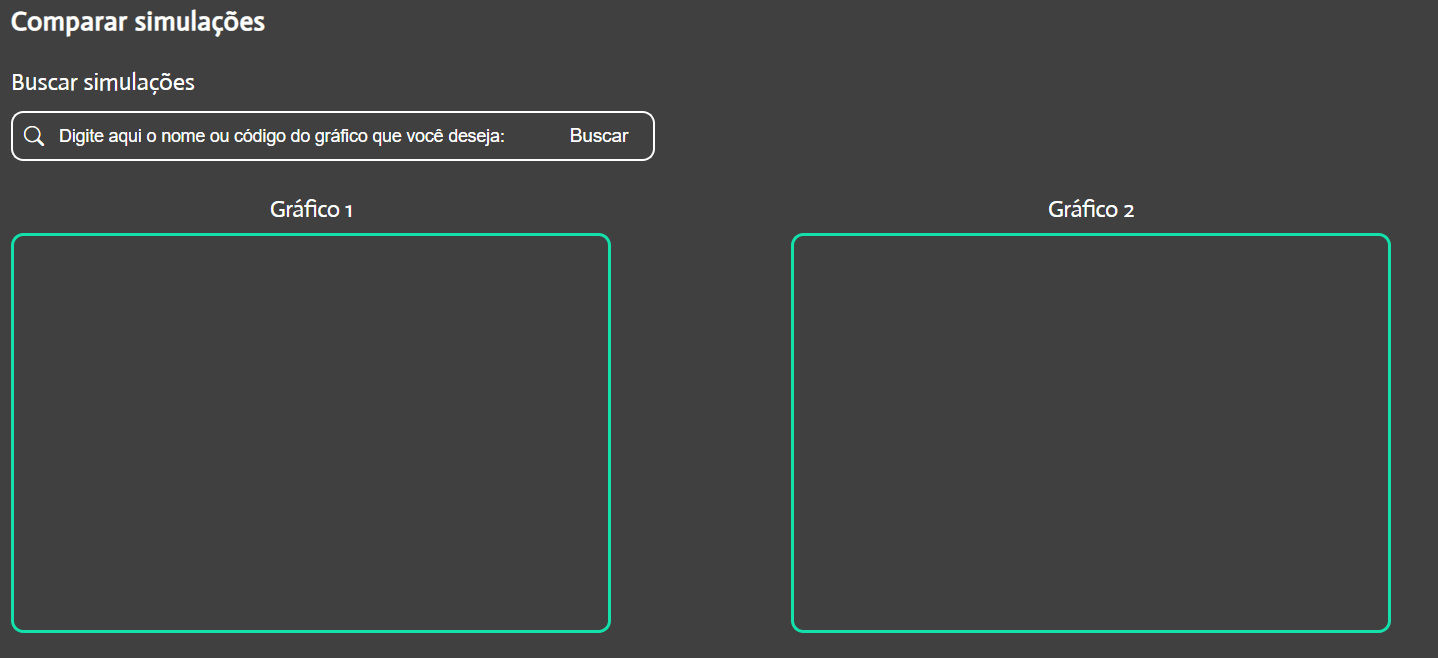 Comparar simulações
Buscar simulações
Digite aqui o nome ou código do gráfico que você deseja: Buscar
Gráfico 1
Gráfico 2